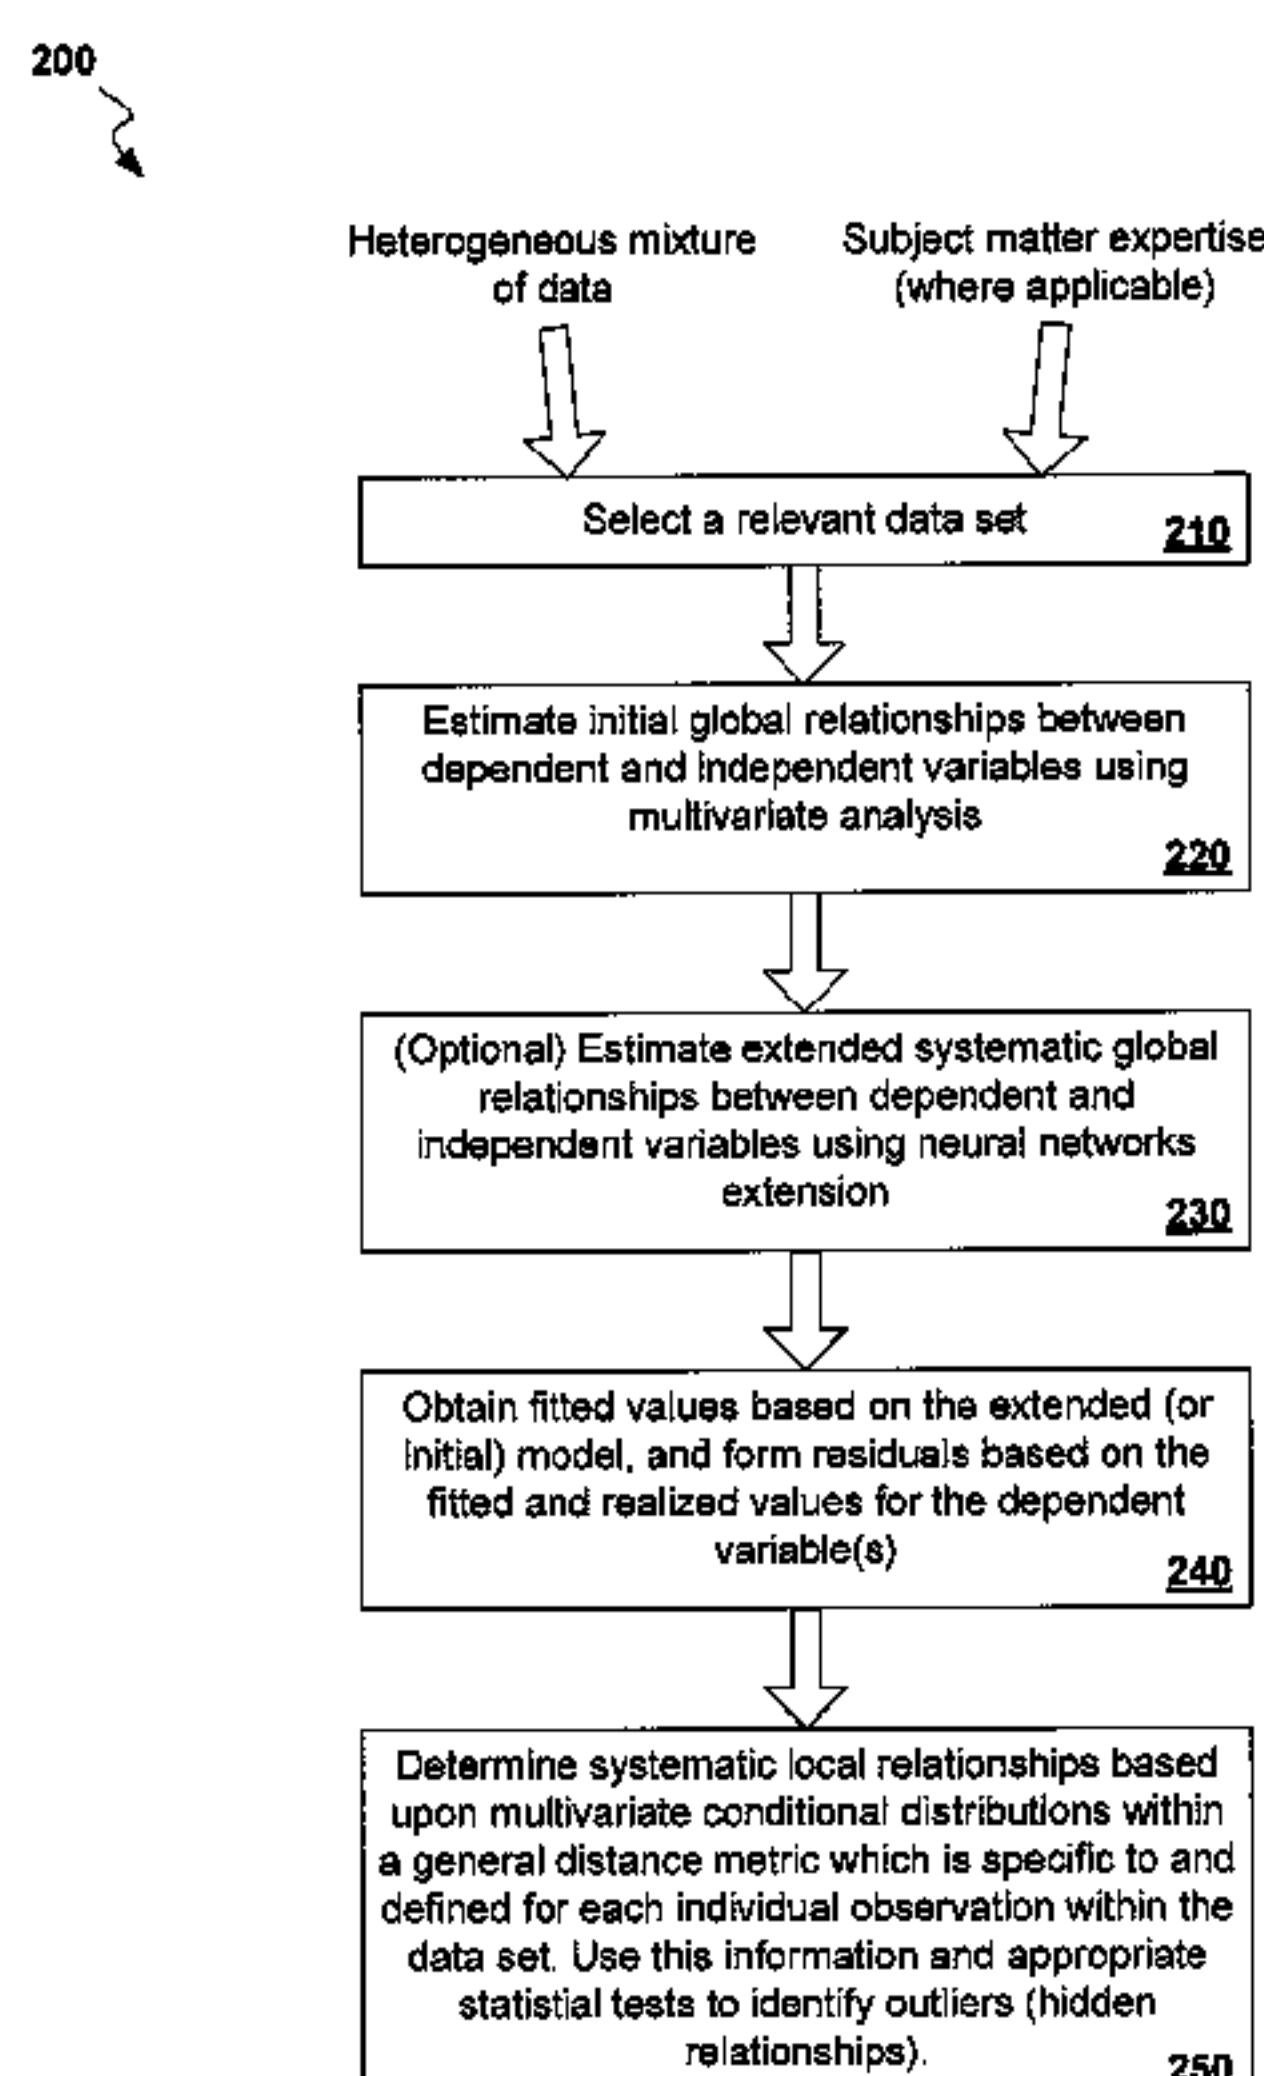 200
Heterogeneous mixture
of data
Subject matter expertise
(where applicable)
Select a relevant data set
210
Estimate initial global relationships between
dependent and independent variables using
multivariate analysis
220
(Optional) Estimate extended systematic global
relationships between dependent and
independent variables using neural networks
extension
230
Obtain fitted values based on the extended (or
initial) model, and form residuals based on the
fitted and realized values for the dependent
variable(s)
240
Determine systematic local relationships based
upon multivariate conditional distributions within
a general distance metric which is specific to and
defined for each individual observation within the
data set. Use this information and appropriate
statistial tests to identify outliers (hidden
relationships).
250